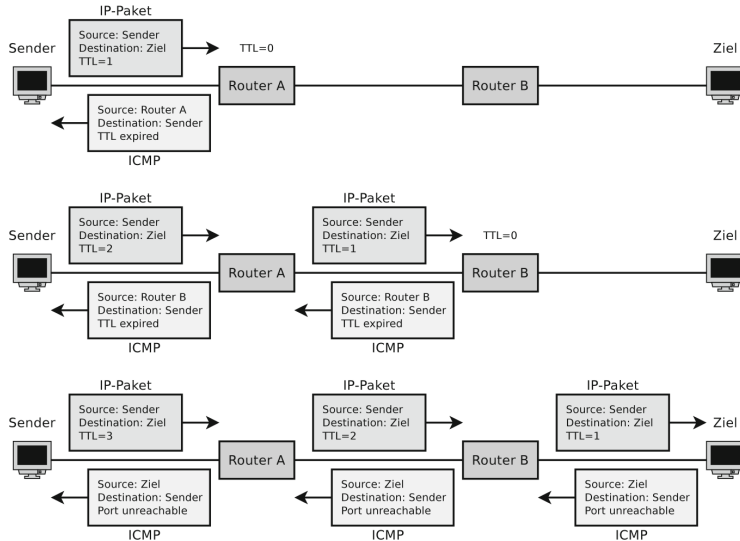 IP-Paket
Source: Sender
Destination: Ziel
TTL=1
TTL=0
Sender
Ziel
Router A
Router B
Source: Router A
Destination: Sender
TTL expired
ICMP
IP-Paket
IP-Paket
Source: Sender
Destination: Ziel
TTL=2
Source: Sender
Destination: Ziel
TTL=1
TTL=0
Sender
Ziel
Router A
Router B
Source: Router B
Destination: Sender
TTL expired
Source: Router B
Destination: Sender
TTL expired
ICMP
ICMP
IP-Paket
IP-Paket
IP-Paket
Source: Sender
Destination: Ziel
TTL=3
Source: Sender
Destination: Ziel
TTL=2
Source: Sender
Destination: Ziel
TTL=1
Sender
Ziel
Router A
Router B
Source: Ziel
Destination: Sender
Port unreachable
Source: Ziel
Destination: Sender
Port unreachable
Source: Ziel
Destination: Sender
Port unreachable
ICMP
ICMP
ICMP